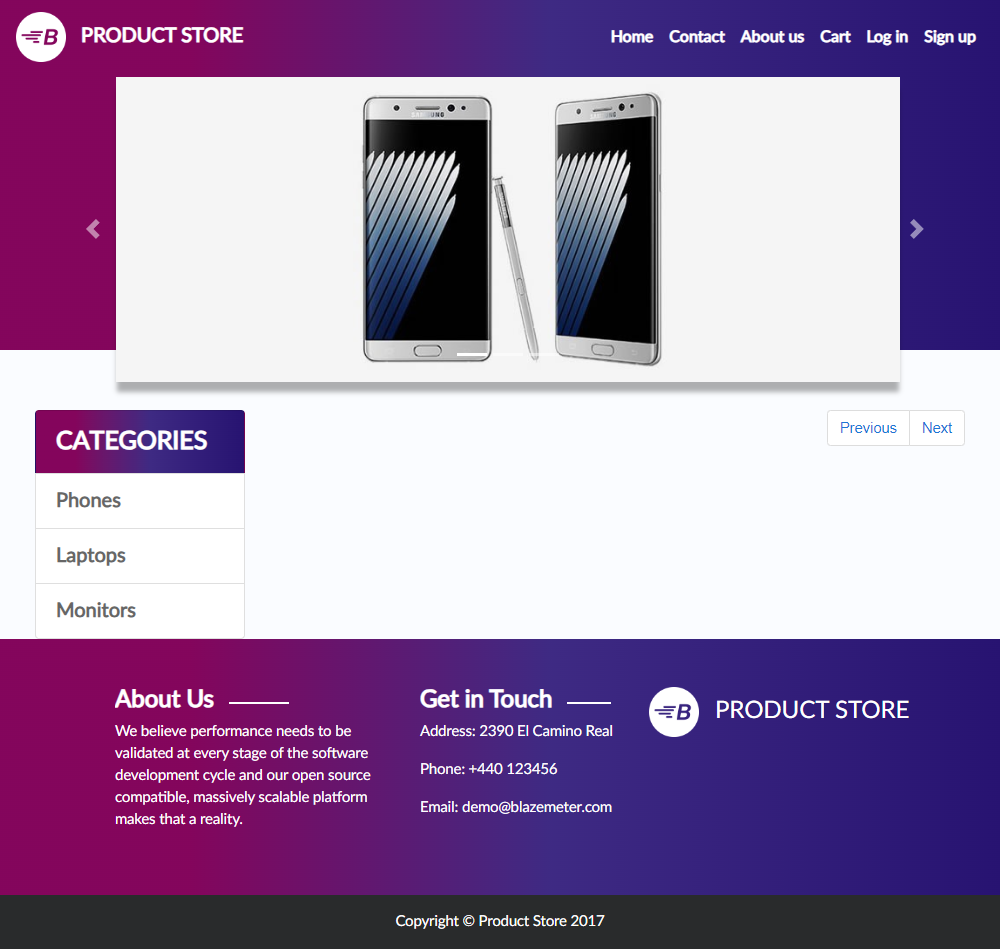 B PRODUCT STORE
Home Contact About us Cart Log in Sign up
SAMSUNG SAMSUNG
CATEGORIES
Previous Next
Phones
Laptops
Monitors
About Us
We believe performance needs to be
validated at every stage of the software
development cycle and our open source
compatible, massively scalable platform
makes that a reality.
Get in Touch
Address: 2390 El Camino Real
Phone: +440 123456
Email: demo@blazemeter.com
B PRODUCT STORE
Copyright © Product Store 2017